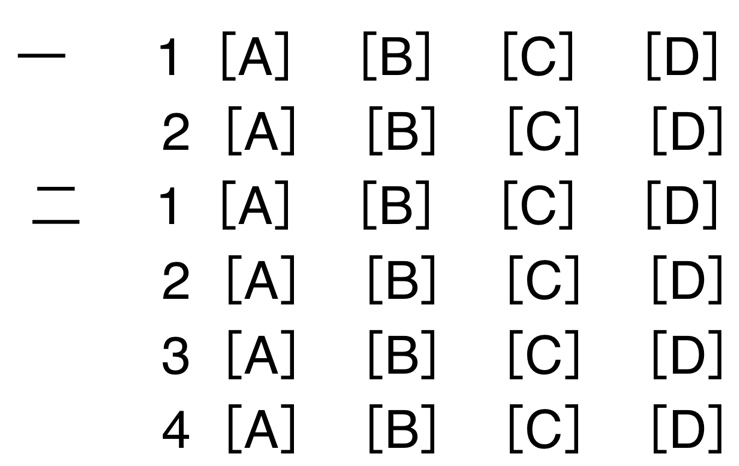 一 1 [A] [B] [C] [D]
2 [A] [B] [C] [D]
二 1 [A] [B] [C] [D]
2 [A] [B] [C] [D]
3 [A] [B] [C] [D]
4 [A] [B] [C] [D]